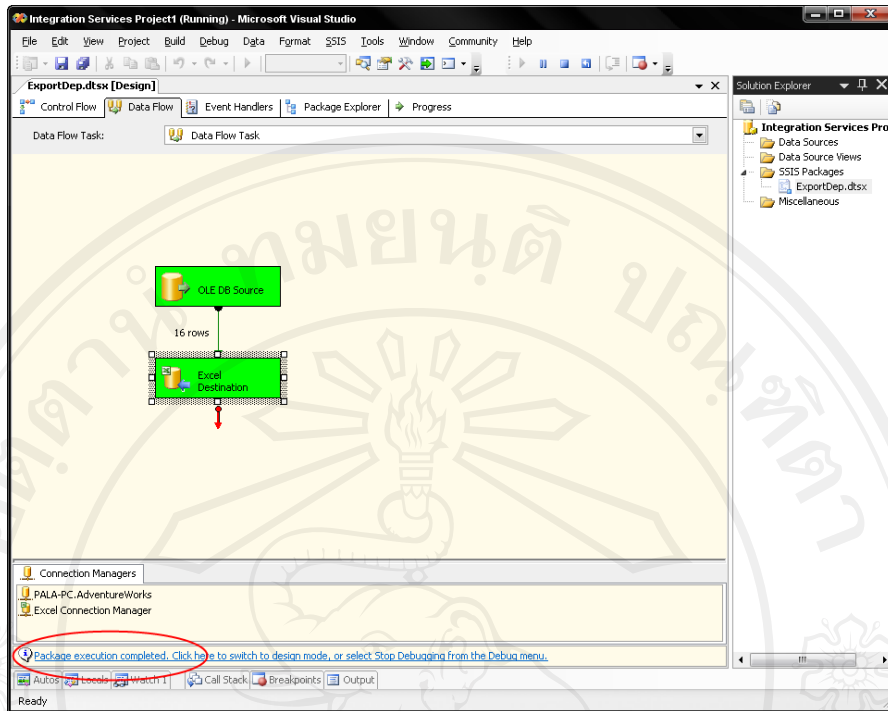 Integration Services Project1 (Running) - Microsoft Visual Studio
File Edit View Project Build Debug Data Format SSIS Tools Window Community Help
ExportDep.dtsx [Design]
Control Flow Data Flow Event Handlers Package Explorer Progress
Data Flow Task: Data Flow Task
OLE DB Source
16 rows
Excel
Destination
Connection Managers
PALA-PC.AdventureWorks
Excel Connection Manager
Package execution completed. Click here to switch to design mode, or select Stop Debugging from the Debug menu.
Autos Locals Watch 1 Call Stack Breakpoints Output
Ready
Solution Explorer
Integration Services Pro
Data Sources
Data Source Views
SSIS Packages
ExportDep.dtsx
Miscellaneous